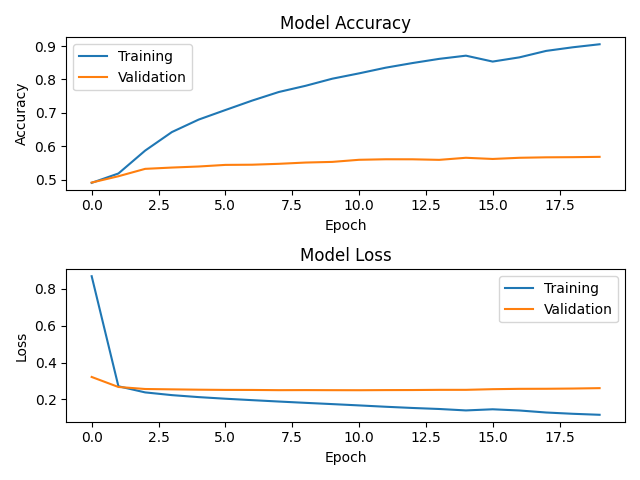 Model Accuracy
Accuracy
0.9
0.8
0.7
0.6
0.5
Training
Validation
0.0 2.5 5.0 7.5 10.0 12.5 15.0 17.5
Epoch
Model Loss
Loss
0.8
0.6
0.4
0.2
Training
Validation
0.0 2.5 5.0 7.5 10.0 12.5 15.0 17.5
Epoch